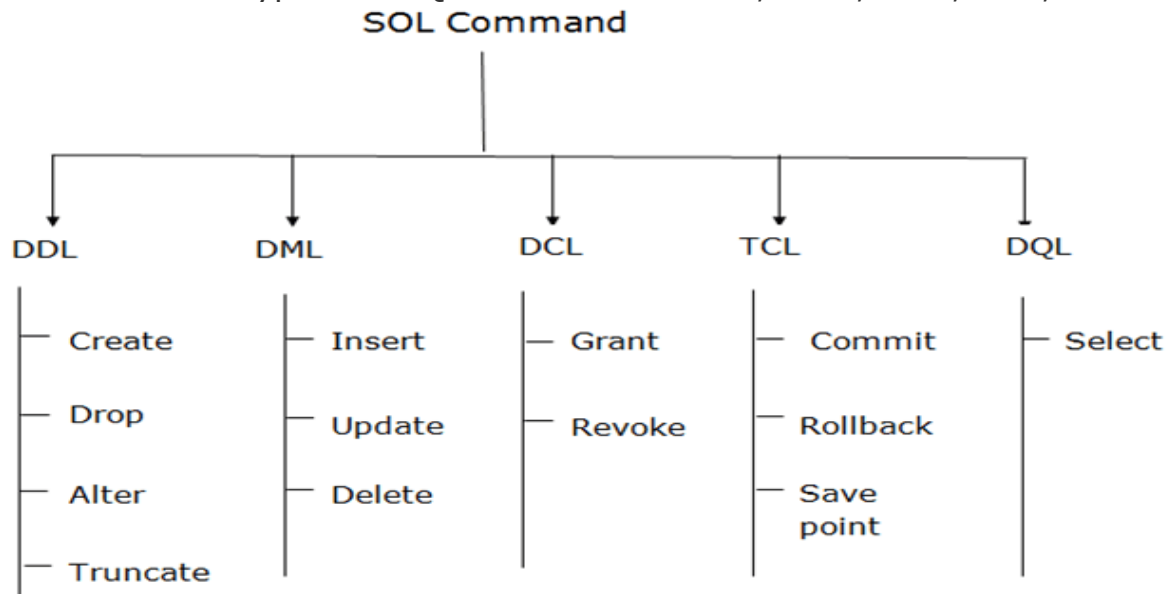 SOL Command
DDL
DML
DCL
TCL
DQL
Create
Drop
Alter
Truncate
Insert
Update
Delete
Grant
Revoke
Commit
Rollback
Save
point
Select